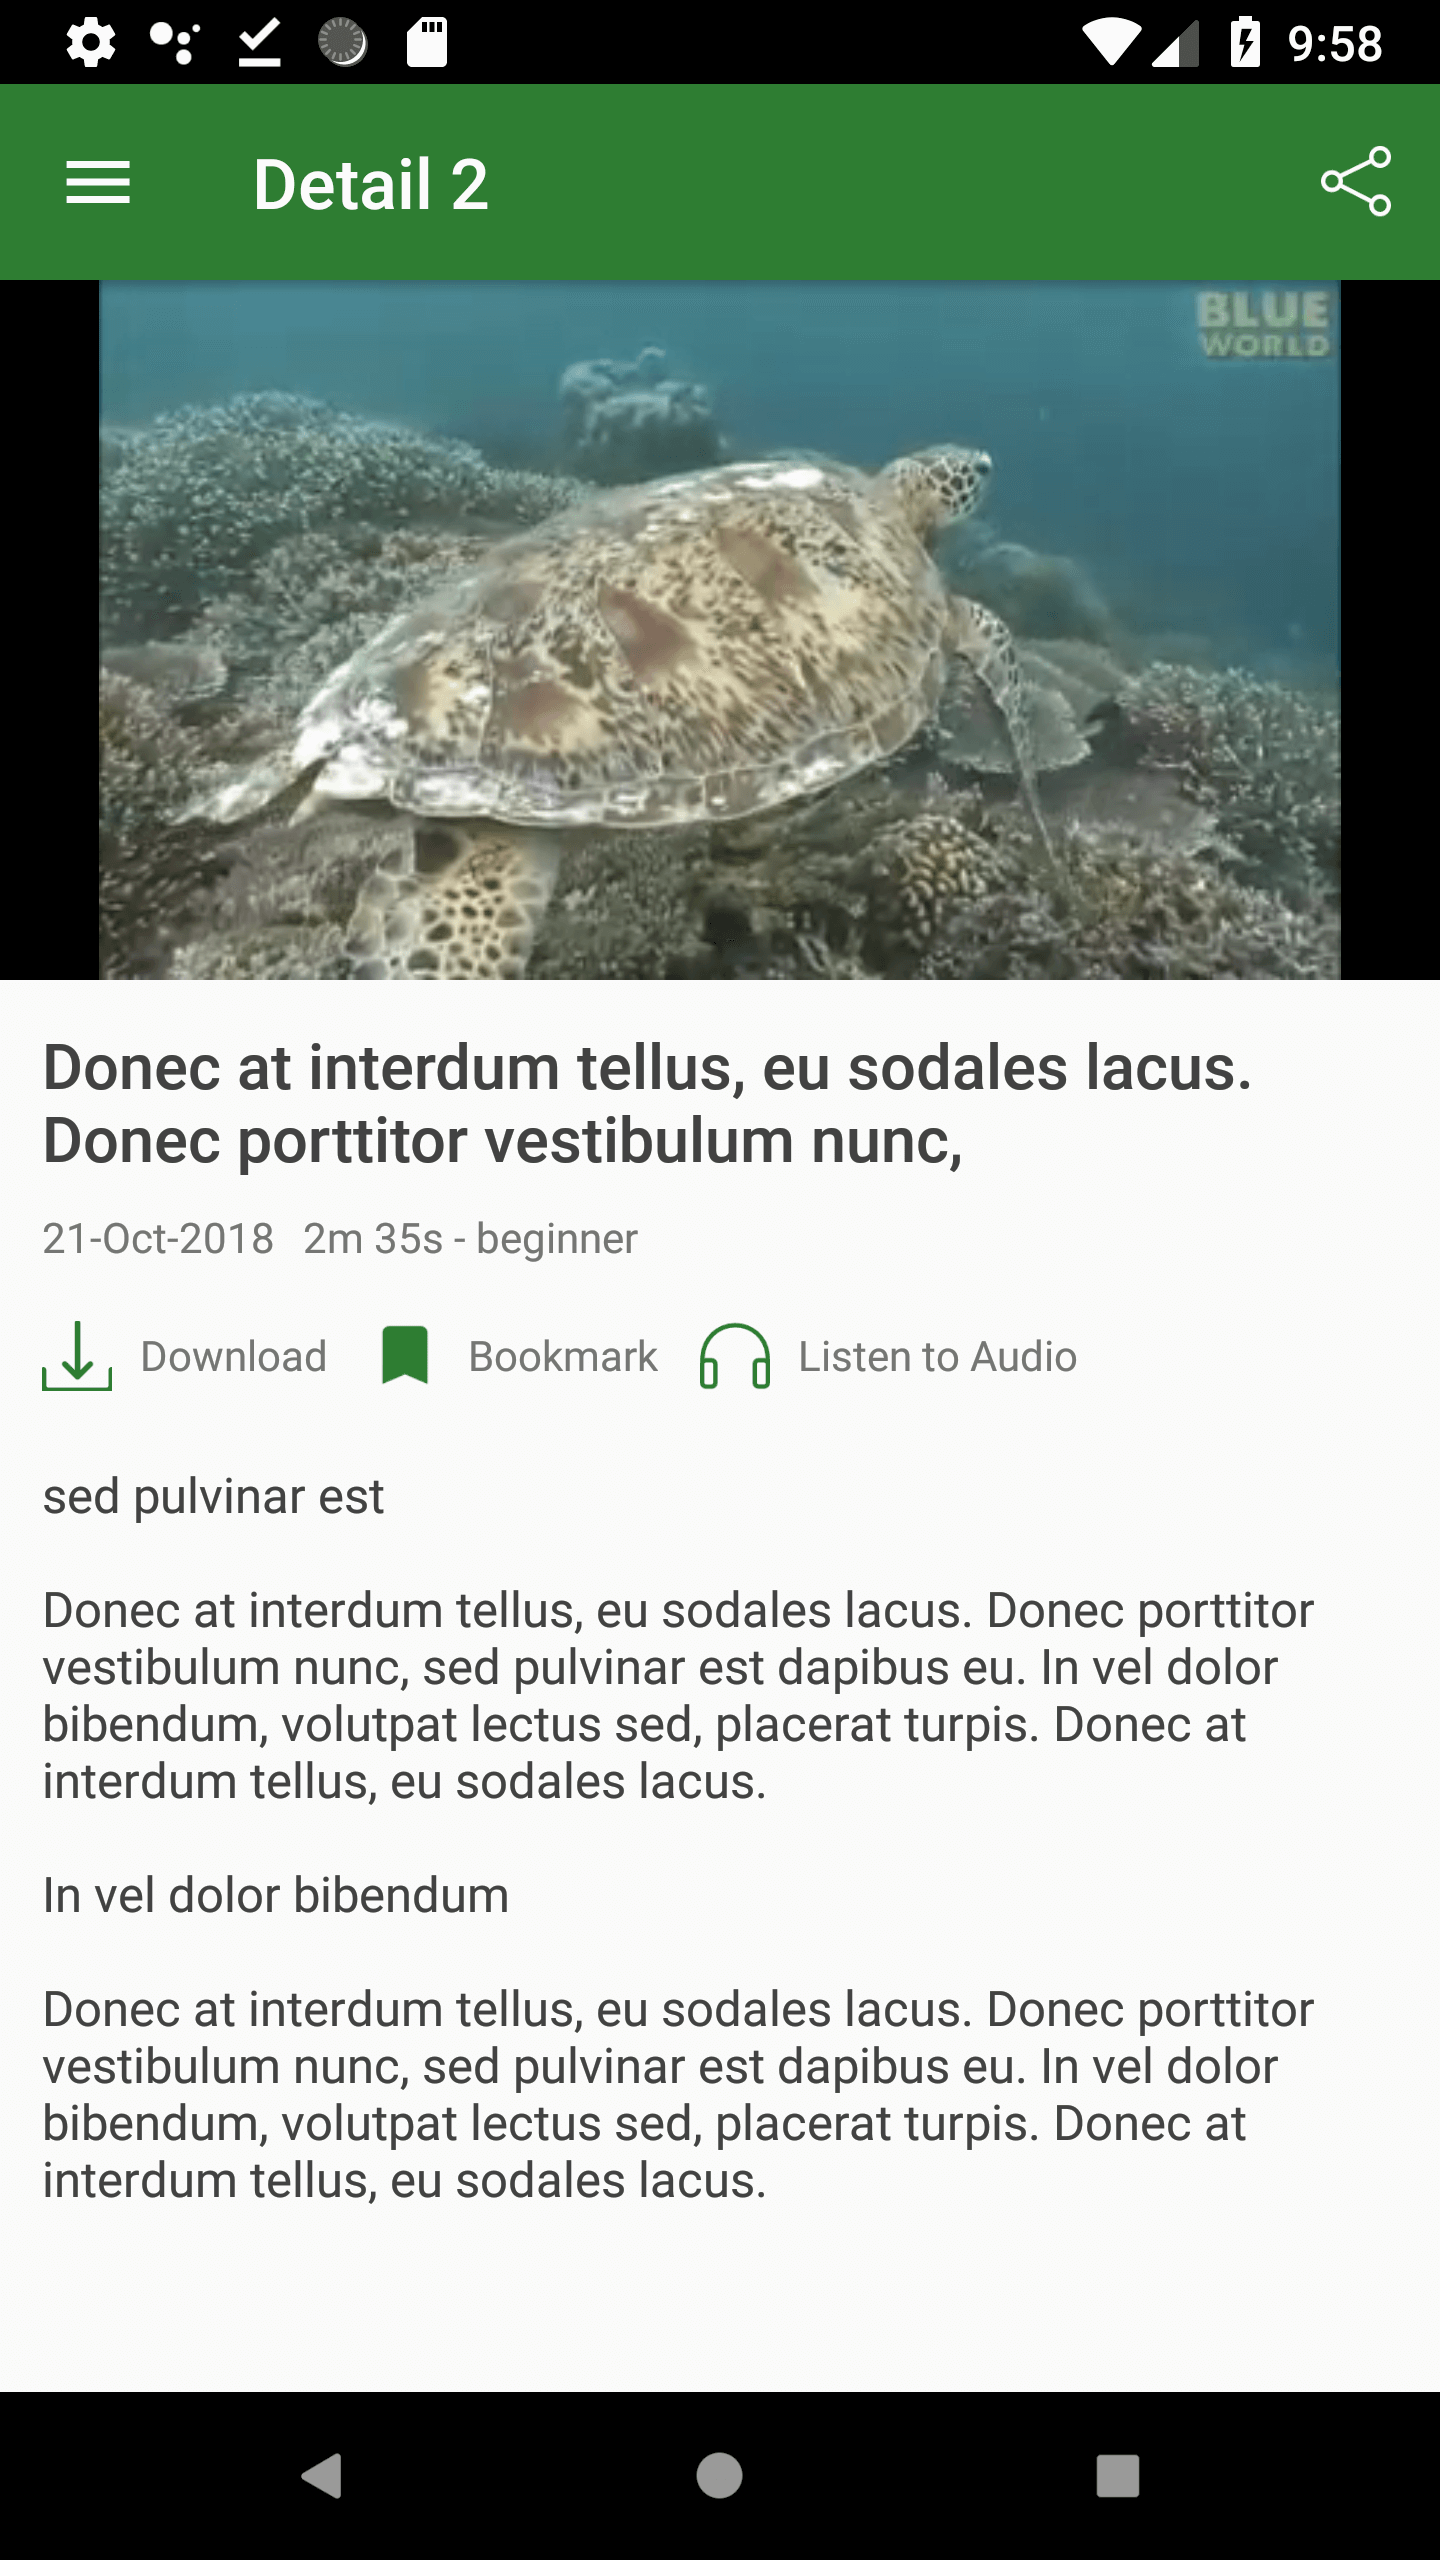 9:58
Detail 2
BLUE
WORLD
Donec at interdum tellus, eu sodales lacus.
Donec porttitor vestibulum nunc,
21-Oct-2018 2m 35s - beginner
Download Bookmark Listen to Audio
sed pulvinar est
Donec at interdum tellus, eu sodales lacus. Donec porttitor
vestibulum nunc, sed pulvinar est dapibus eu. In vel dolor
bibendum, volutpat lectus sed, placerat turpis. Donec at
interdum tellus, eu sodales lacus.
In vel dolor bibendum
Donec at interdum tellus, eu sodales lacus. Donec porttitor
vestibulum nunc, sed pulvinar est dapibus eu. In vel dolor
bibendum, volutpat lectus sed, placerat turpis. Donec at
interdum tellus, eu sodales lacus.